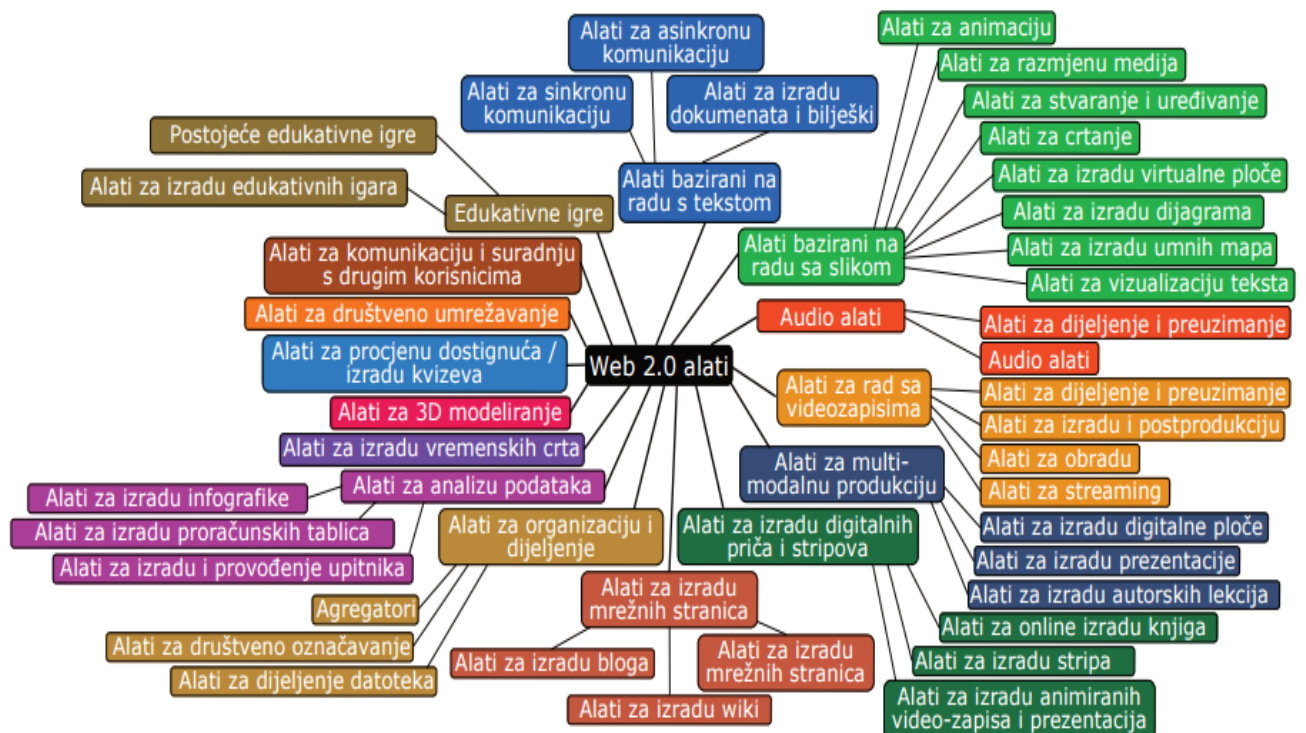 Web 2.0 alati
Alati bazirani na
radu s tekstom
Alati za asinkronu
komunikaciju
Alati za sinkronu
komunikaciju
Alati za izradu
dokumenata i bilješki
Alati bazirani na
radu sa slikom
Alati za animaciju
Alati za razmjenu medija
Alati za stvaranje i uređivanje
Alati za crtanje
Alati za izradu virtualne ploče
Alati za izradu dijagrama
Alati za izradu umnih mapa
Alati za vizualizaciju teksta
Audio alati
Alati za dijeljenje i preuzimanje
Audio alati
Alati za rad sa
videozapisima
Alati za dijeljenje i preuzimanje
Alati za izradu i postprodukciju
Alati za obradu
Alati za streaming
Alati za multi-
modalnu produkciju
Alati za izradu digitalne ploče
Alati za izradu prezentacije
Alati za izradu autorskih lekcija
Alati za izradu digitalnih
priča i stripova
Alati za online izradu knjiga
Alati za izradu stripa
Alati za izradu animiranih
video-zapisa i prezentacija
Alati za izradu
mrežnih stranica
Alati za izradu bloga
Alati za izradu wiki
Alati za izradu
mrežnih stranica
Alati za organizaciju i
dijeljenje
Agregatori
Alati za društveno označavanje
Alati za dijeljenje datoteka
Alati za analizu podataka
Alati za izradu infografike
Alati za izradu proračunskih tablica
Alati za izradu i provođenje upitnika
Alati za izradu vremenskih crta
Alati za 3D modeliranje
Alati za procjenu dostignuća /
izradu kvizeva
Alati za društveno umrežavanje
Alati za komunikaciju i suradnju
s drugim korisnicima
Edukativne igre
Postojeće edukativne igre
Alati za izradu edukativnih igara